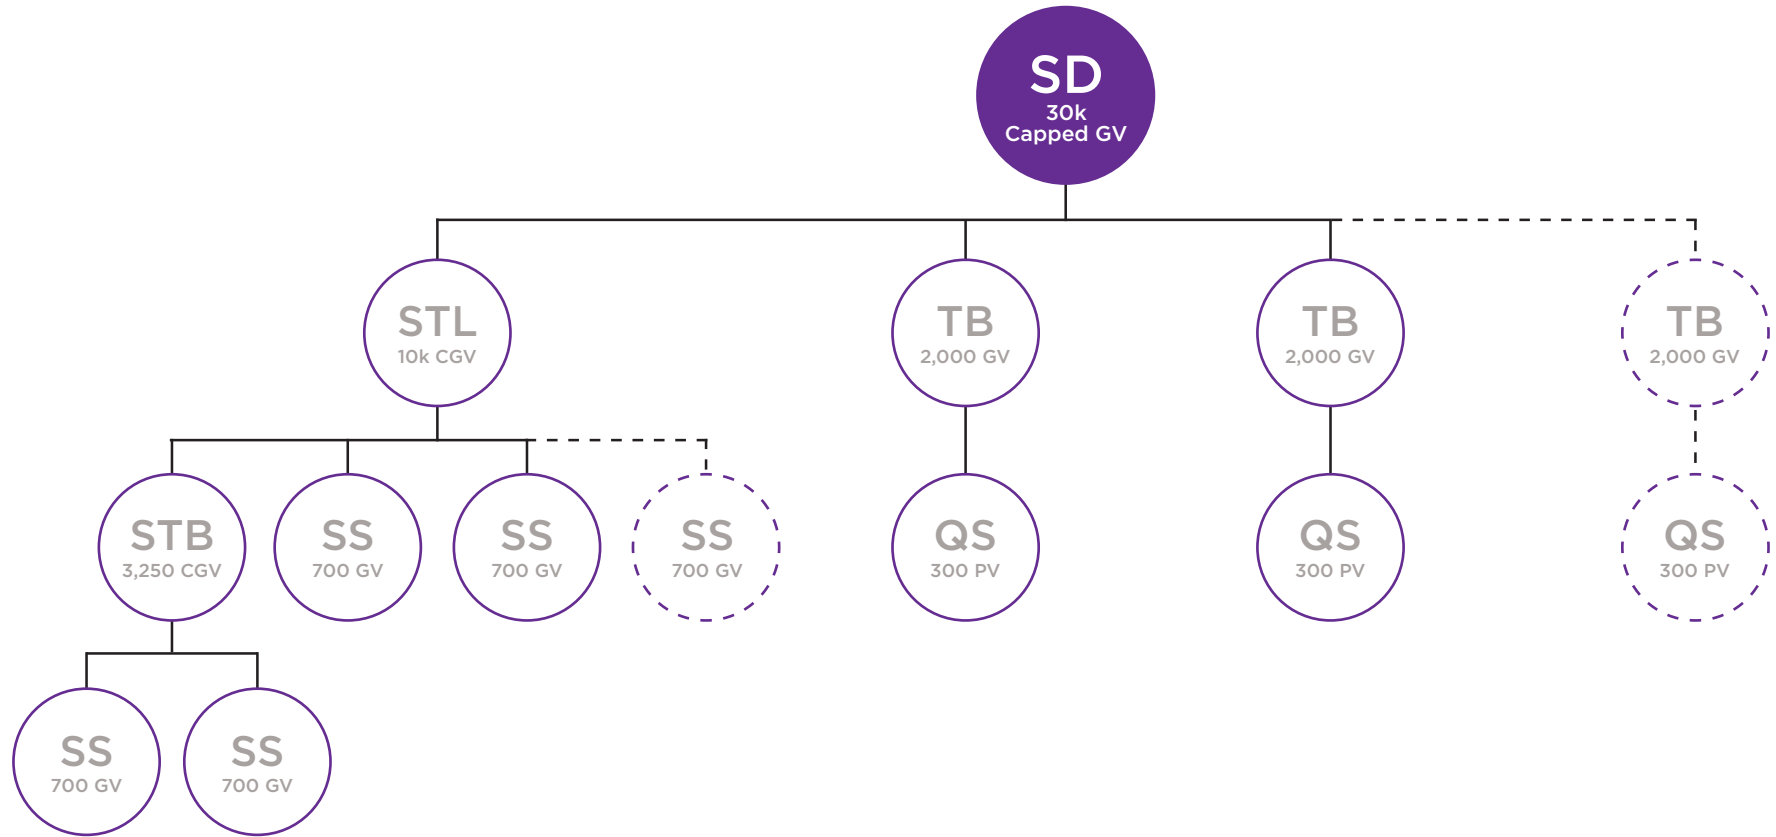 SD
30k
Capped GV
STL
10k CGV
TB
2,000 GV
TB
2,000 GV
TB
2,000 GV
STB
3,250 CGV
SS
700 GV
SS
700 GV
SS
700 GV
QS
300 PV
QS
300 PV
QS
300 PV
SS
700 GV
SS
700 GV